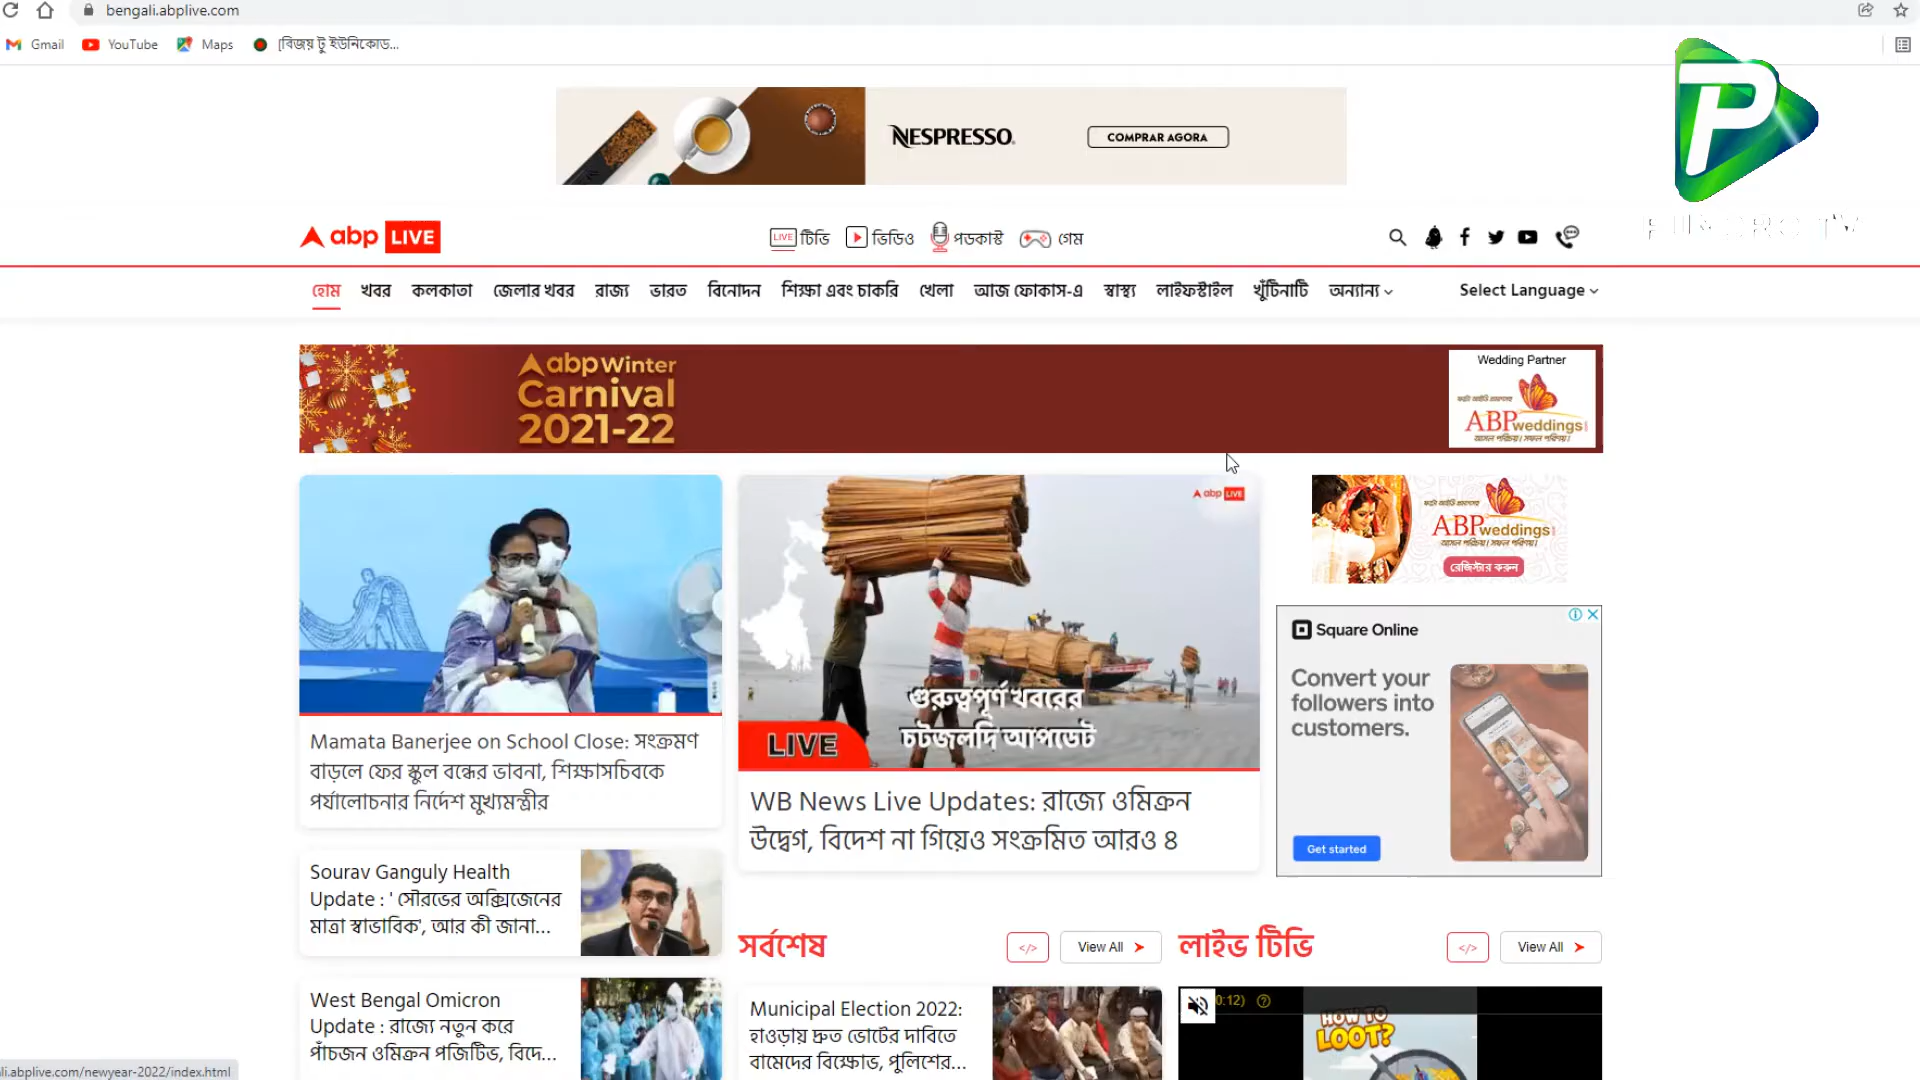 bengali.abplive.com
Gmail
YouTube
Maps
[বিজয় টু ইউনিকোড...
NESPRESSO.
COMPRAR AGORA
P
abp LIVE
LIVE টিভি
ভিডিও
পডকাস্ট
গেম
হোম
খবর
কলকাতা
জেলার খবর
রাজ্য
ভারত
বিনোদন
শিক্ষা এবং চাকরি
খেলা
আজ ফোকাস-এ
স্বাস্থ্য
লাইফস্টাইল
খুঁটিনাটি
অন্যান্য
Select Language
abp Winter
Carnival
2021-22
Wedding Partner
ABPweddings
abp LIVE
গুরুত্বপূর্ণ খবরের
চটজলদি আপডেট
LIVE
Mamata Banerjee on School Close: সংক্রমণ
বাড়লে ফের স্কুল বন্ধের ভাবনা, শিক্ষাসচিবকে
পর্যালোচনার নির্দেশ মুখ্যমন্ত্রীর
WB News Live Updates: রাজ্যে ওমিক্রন
উদ্বেগ, বিদেশ না গিয়েও সংক্রমিত আরও ৪
ABPweddings
রেজিস্টার করুন
Square Online
Convert your
followers into
customers.
Get started
Sourav Ganguly Health
Update : ' সৌরভের অক্সিজেনের
মাত্রা স্বাভাবিক', আর কী জানা...
West Bengal Omicron
Update : রাজ্যে নতুন করে
পাঁচজন ওমিক্রন পজিটিভ, বিদে...
সর্বশেষ
</>
View All
Municipal Election 2022:
হাওড়ায় দ্রুত ভোটের দাবিতে
বামেদের বিক্ষোভ, পুলিশের...
লাইভ টিভি
</>
View All
0:12)
HOW TO
LOOT?
li.abplive.com/newyear-2022/index.html